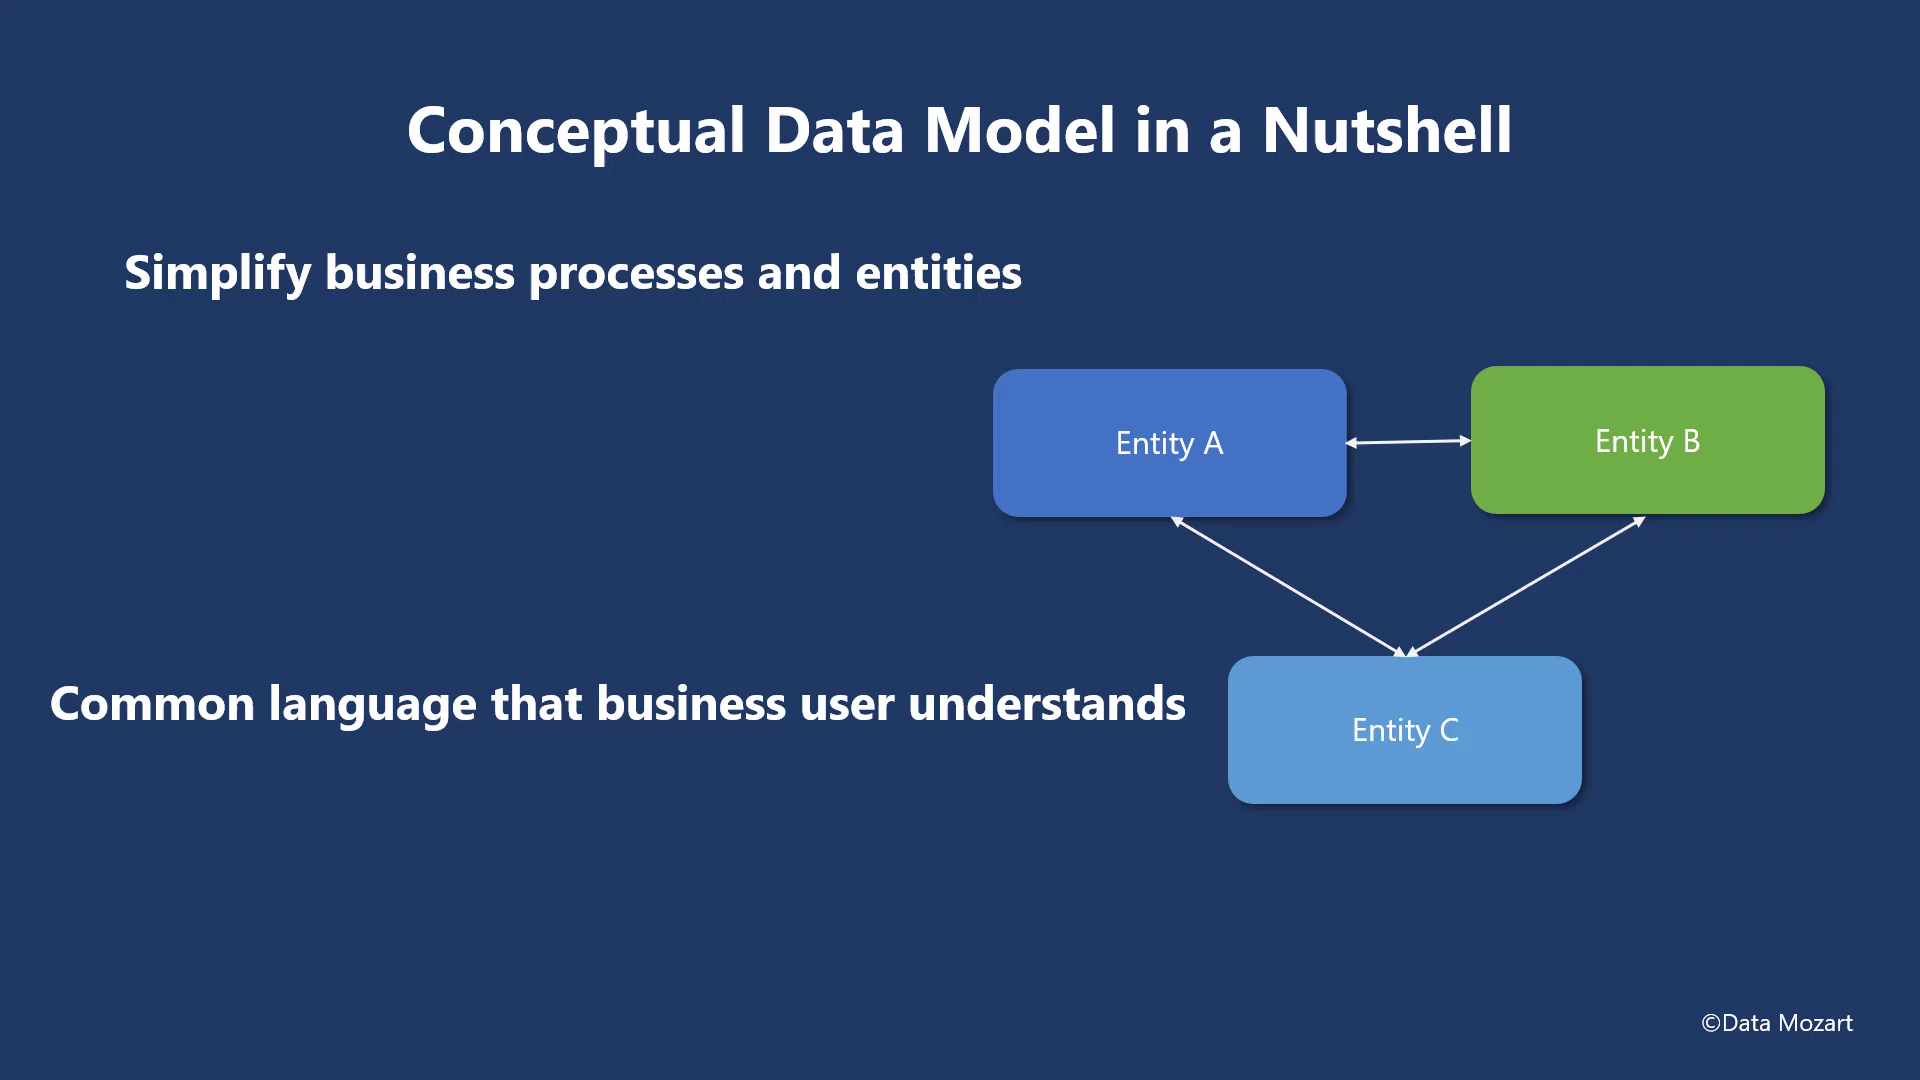 Conceptual Data Model in a Nutshell
Simplify business processes and entities
Entity A
Entity B
Common language that business user understands
Entity C
©Data Mozart